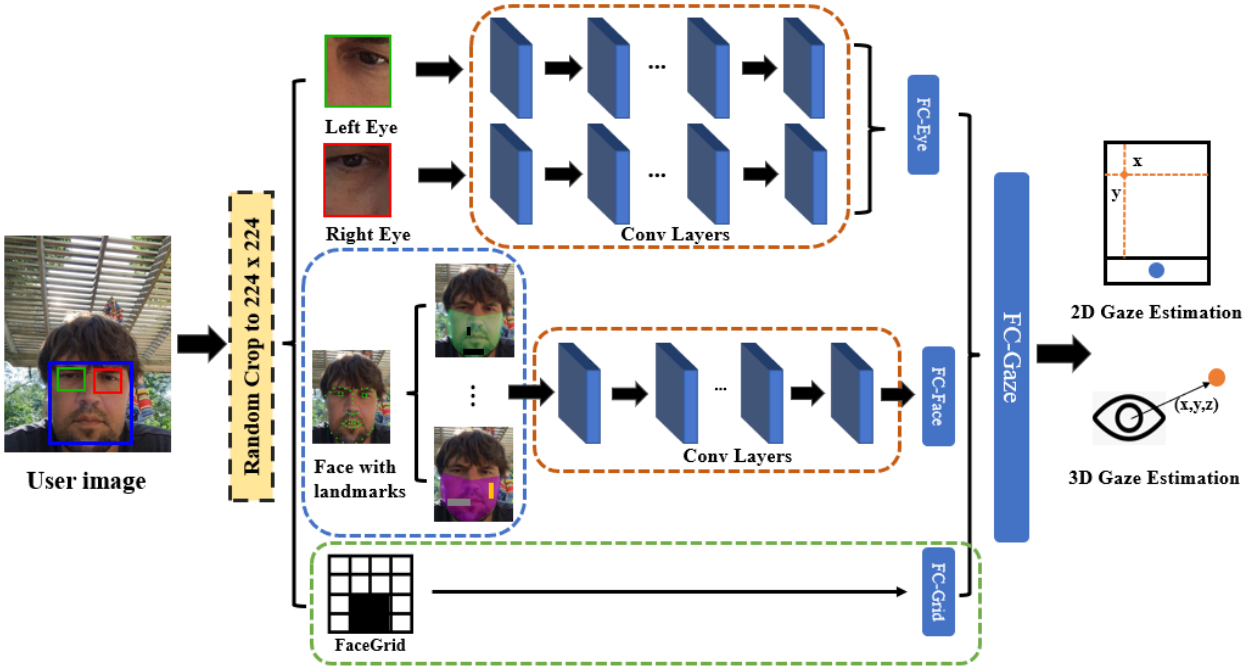 User image
Random Crop to 224 x 224
Left Eye
Right Eye
...
...
Conv Layers
FC-Eye
Face with
landmarks
...
...
Conv Layers
FC-Face
FaceGrid
FC-Grid
FC-Gaze
x
y
2D Gaze Estimation
(x,y,z)
3D Gaze Estimation